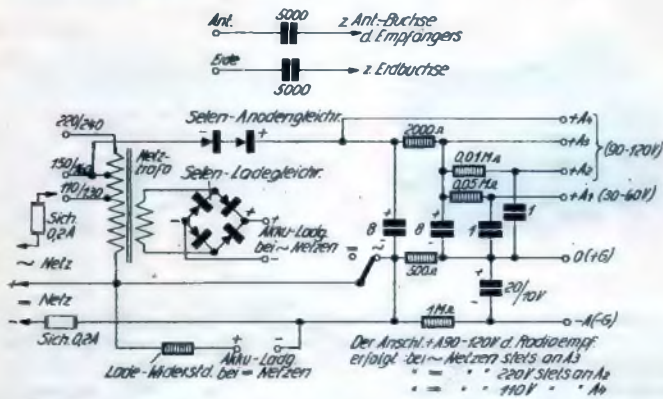 Ant. 5000 z. Ant.-Buchse
d. Empfängers
Erde 5000 z. Erdbuchse
Selen-Anodengleichr.
220/240
Netz-
trafo
- +
2000Ω
+A4
+A3
(90-120V)
Selen-Ladegleichr.
150/160
0,01MΩ
+A2
110/130
0,05MΩ
+A1 (30-60V)
Sich.
0,2A
- +
+
Akku-Ladg.
bei ~ Netzen
-
= ~
+ 8
+ 8
1
1
~ Netz
500Ω
0(+G)
+
= Netz
+ 20/
- 10V
-
Sich. 0,2A
1MΩ
-A(-G)
Lade-Widerstd.
+ -
Akku-Ladg.
bei = Netzen
Der Anschl. +A90-120V d. Radioempf.
erfolgt bei ~ Netzen stets an A3
" = " 220V stets an A2
" = " 110V " " A4